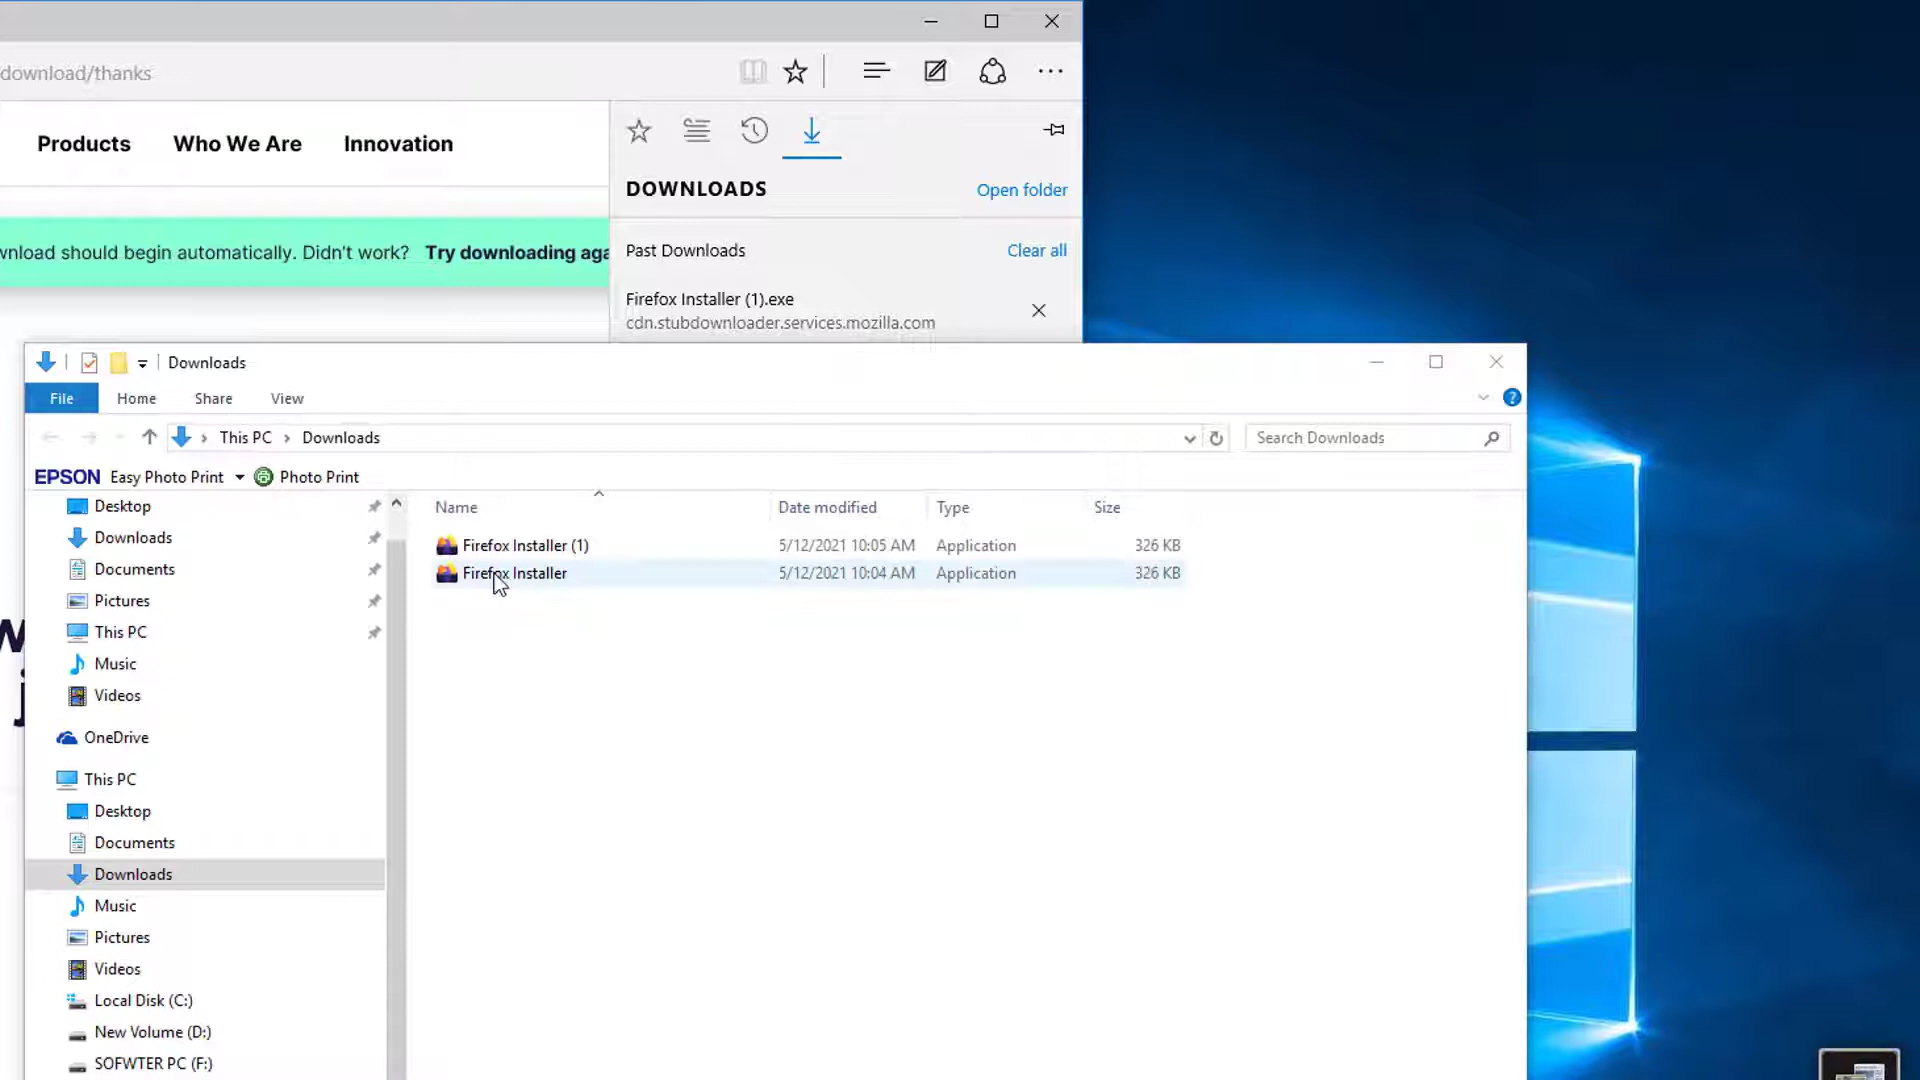 download/thanks
Products Who We Are Innovation
DOWNLOADS Open folder
wnload should begin automatically. Didn't work? Try downloading aga
Past Downloads Clear all
Firefox Installer (1).exe
cdn.stubdownloader.services.mozilla.com
Downloads
File Home Share View
This PC Downloads Search Downloads
EPSON Easy Photo Print Photo Print
Name Date modified Type Size
Desktop
Downloads
Documents
Pictures
This PC
Music
Videos
OneDrive
This PC
Desktop
Documents
Downloads
Music
Pictures
Videos
Local Disk (C:)
New Volume (D:)
SOFWTER PC (F:)
Firefox Installer (1) 5/12/2021 10:05 AM Application 326 KB
Firefox Installer 5/12/2021 10:04 AM Application 326 KB